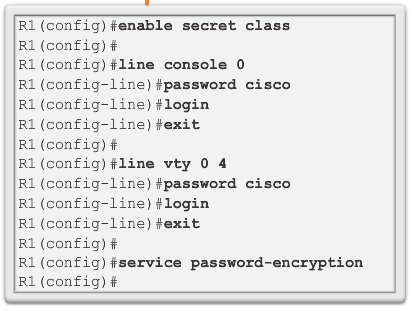 R1(config)#enable secret class
R1(config)#
R1(config)#line console 0
R1(config-line)#password cisco
R1(config-line)#login
R1(config-line)#exit
R1(config)#
R1(config)#line vty 0 4
R1(config-line)#password cisco
R1(config-line)#login
R1(config-line)#exit
R1(config)#
R1(config)#service password-encryption
R1(config)#